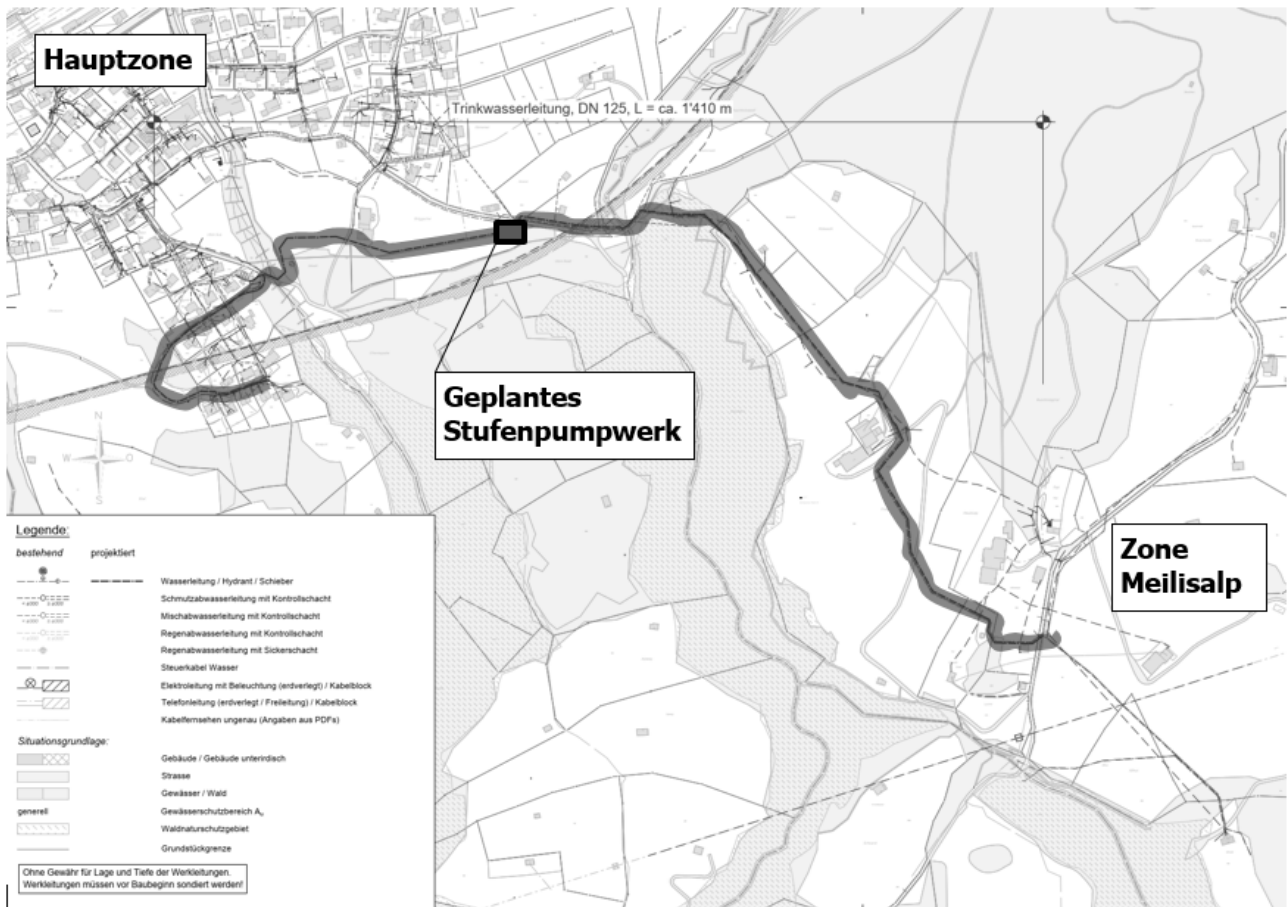 Hauptzone
Trinkwasserleitung, DN 125, L = ca. 1'410 m
Geplantes
Stufenpumpwerk
Zone
Meilisalp
N
W
O
S
Legende:
bestehend projektiert
Wasserleitung / Hydrant / Schieber
Schmutzabwasserleitung mit Kontrollschacht
Mischabwasserleitung mit Kontrollschacht
Regenabwasserleitung mit Kontrollschacht
Regenabwasserleitung mit Sickerschacht
Steuerkabel Wasser
Elektroleitung mit Beleuchtung (erdverlegt) / Kabelblock
Telefonleitung (erdverlegt / Freileitung) / Kabelblock
Kabelfernsehen ungenau (Angaben aus PDFs)
Situationsgrundlage:
Gebäude / Gebäude unterirdisch
Strasse
Gewässer / Wald
generell Gewässerschutzbereich Aᵤ
Waldnaturschutzgebiet
Grundstückgrenze
Ohne Gewähr für Lage und Tiefe der Werkleitungen.
Werkleitungen müssen vor Baubeginn sondiert werden!